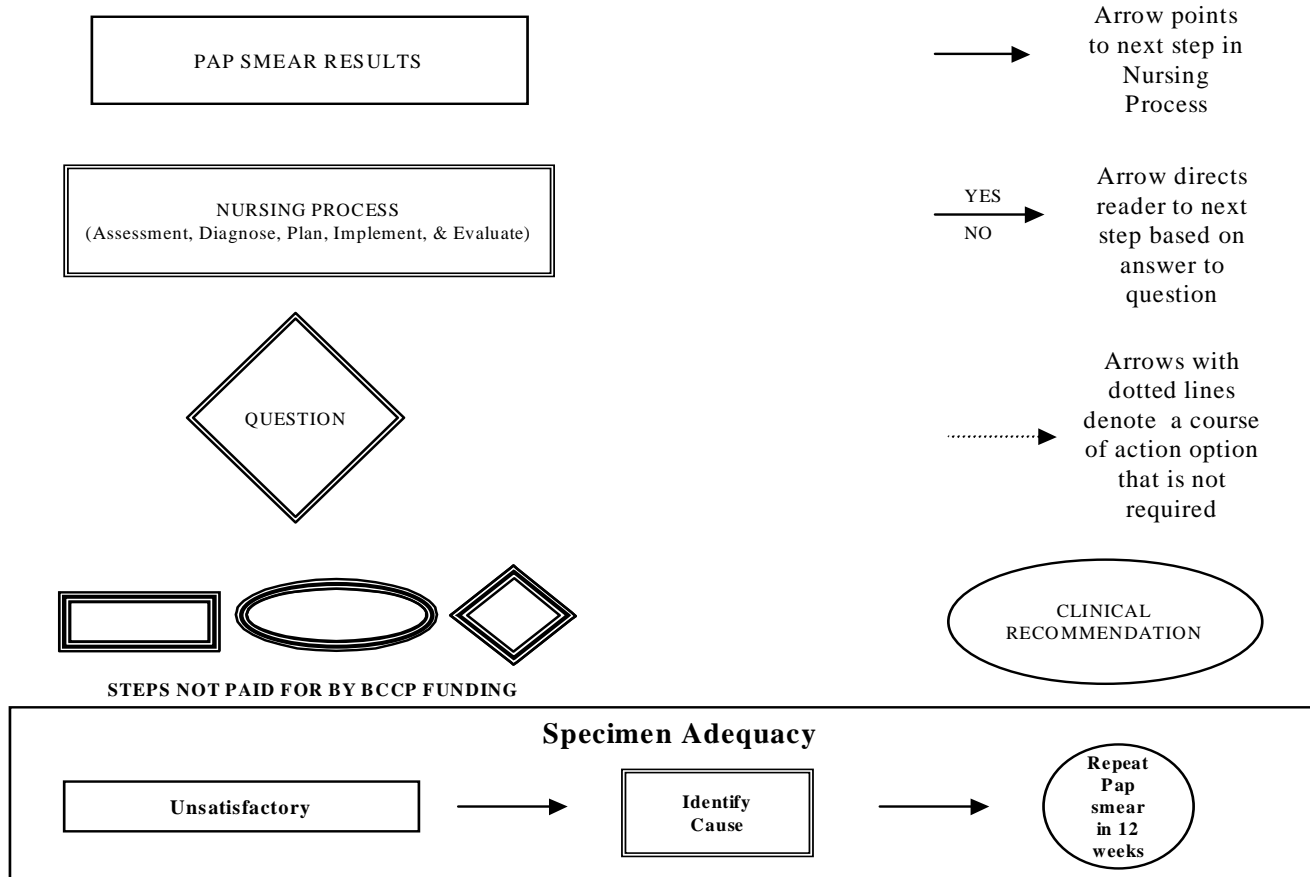 PAP SMEAR RESULTS
Arrow points
to next step in
Nursing
Process
NURSING PROCESS
(Assessment, Diagnose, Plan, Implement, & Evaluate)
YES
NO
Arrow directs
reader to next
step based on
answer to
question
QUESTION
Arrows with
dotted lines
denote a course
of action option
that is not
required
STEPS NOT PAID FOR BY BCCP FUNDING
CLINICAL
RECOMMENDATION
Specimen Adequacy
Unsatisfactory
Identify
Cause
Repeat
Pap
smear
in 12
weeks